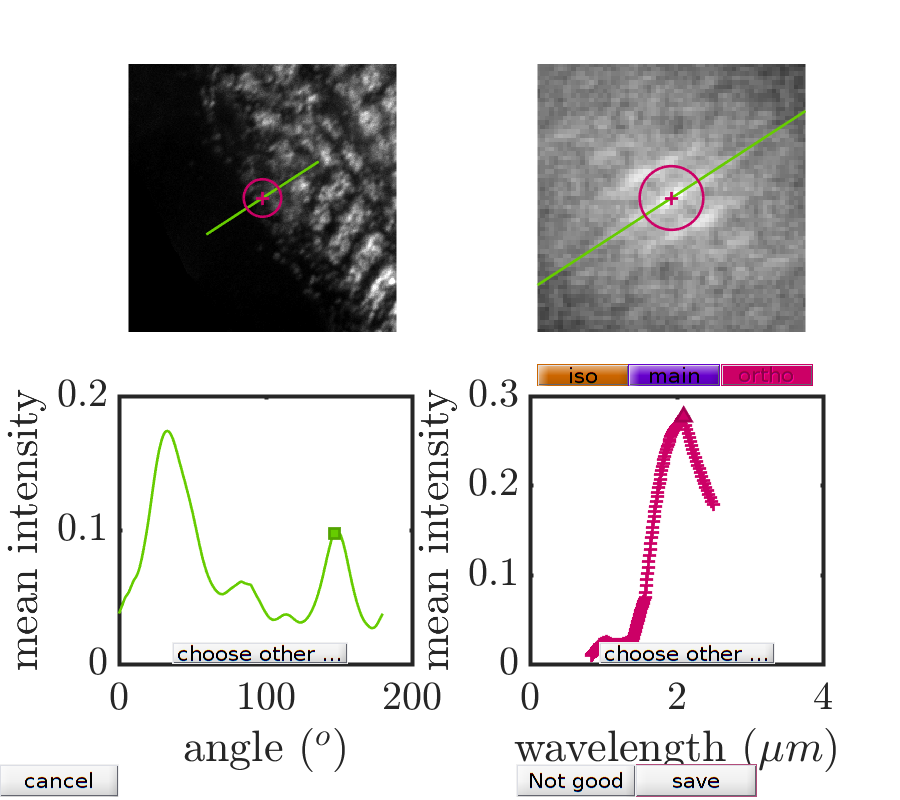 iso main ortho
0.2
0.1
0
mean intensity
choose other ...
0 100 200
angle (o)
0.3
0.2
0.1
0
mean intensity
choose other ...
0 2 4
wavelength (μm)
cancel Not good save